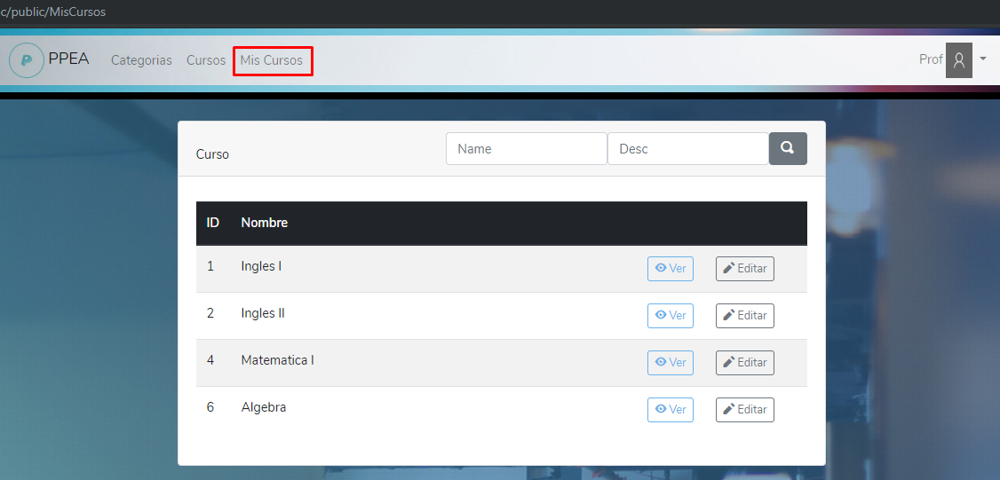 c/public/MisCursos
P PPEA Categorias Cursos Mis Cursos Prof
Curso Name Desc
ID Nombre
1 Ingles I Ver Editar
2 Ingles II Ver Editar
4 Matematica I Ver Editar
6 Algebra Ver Editar